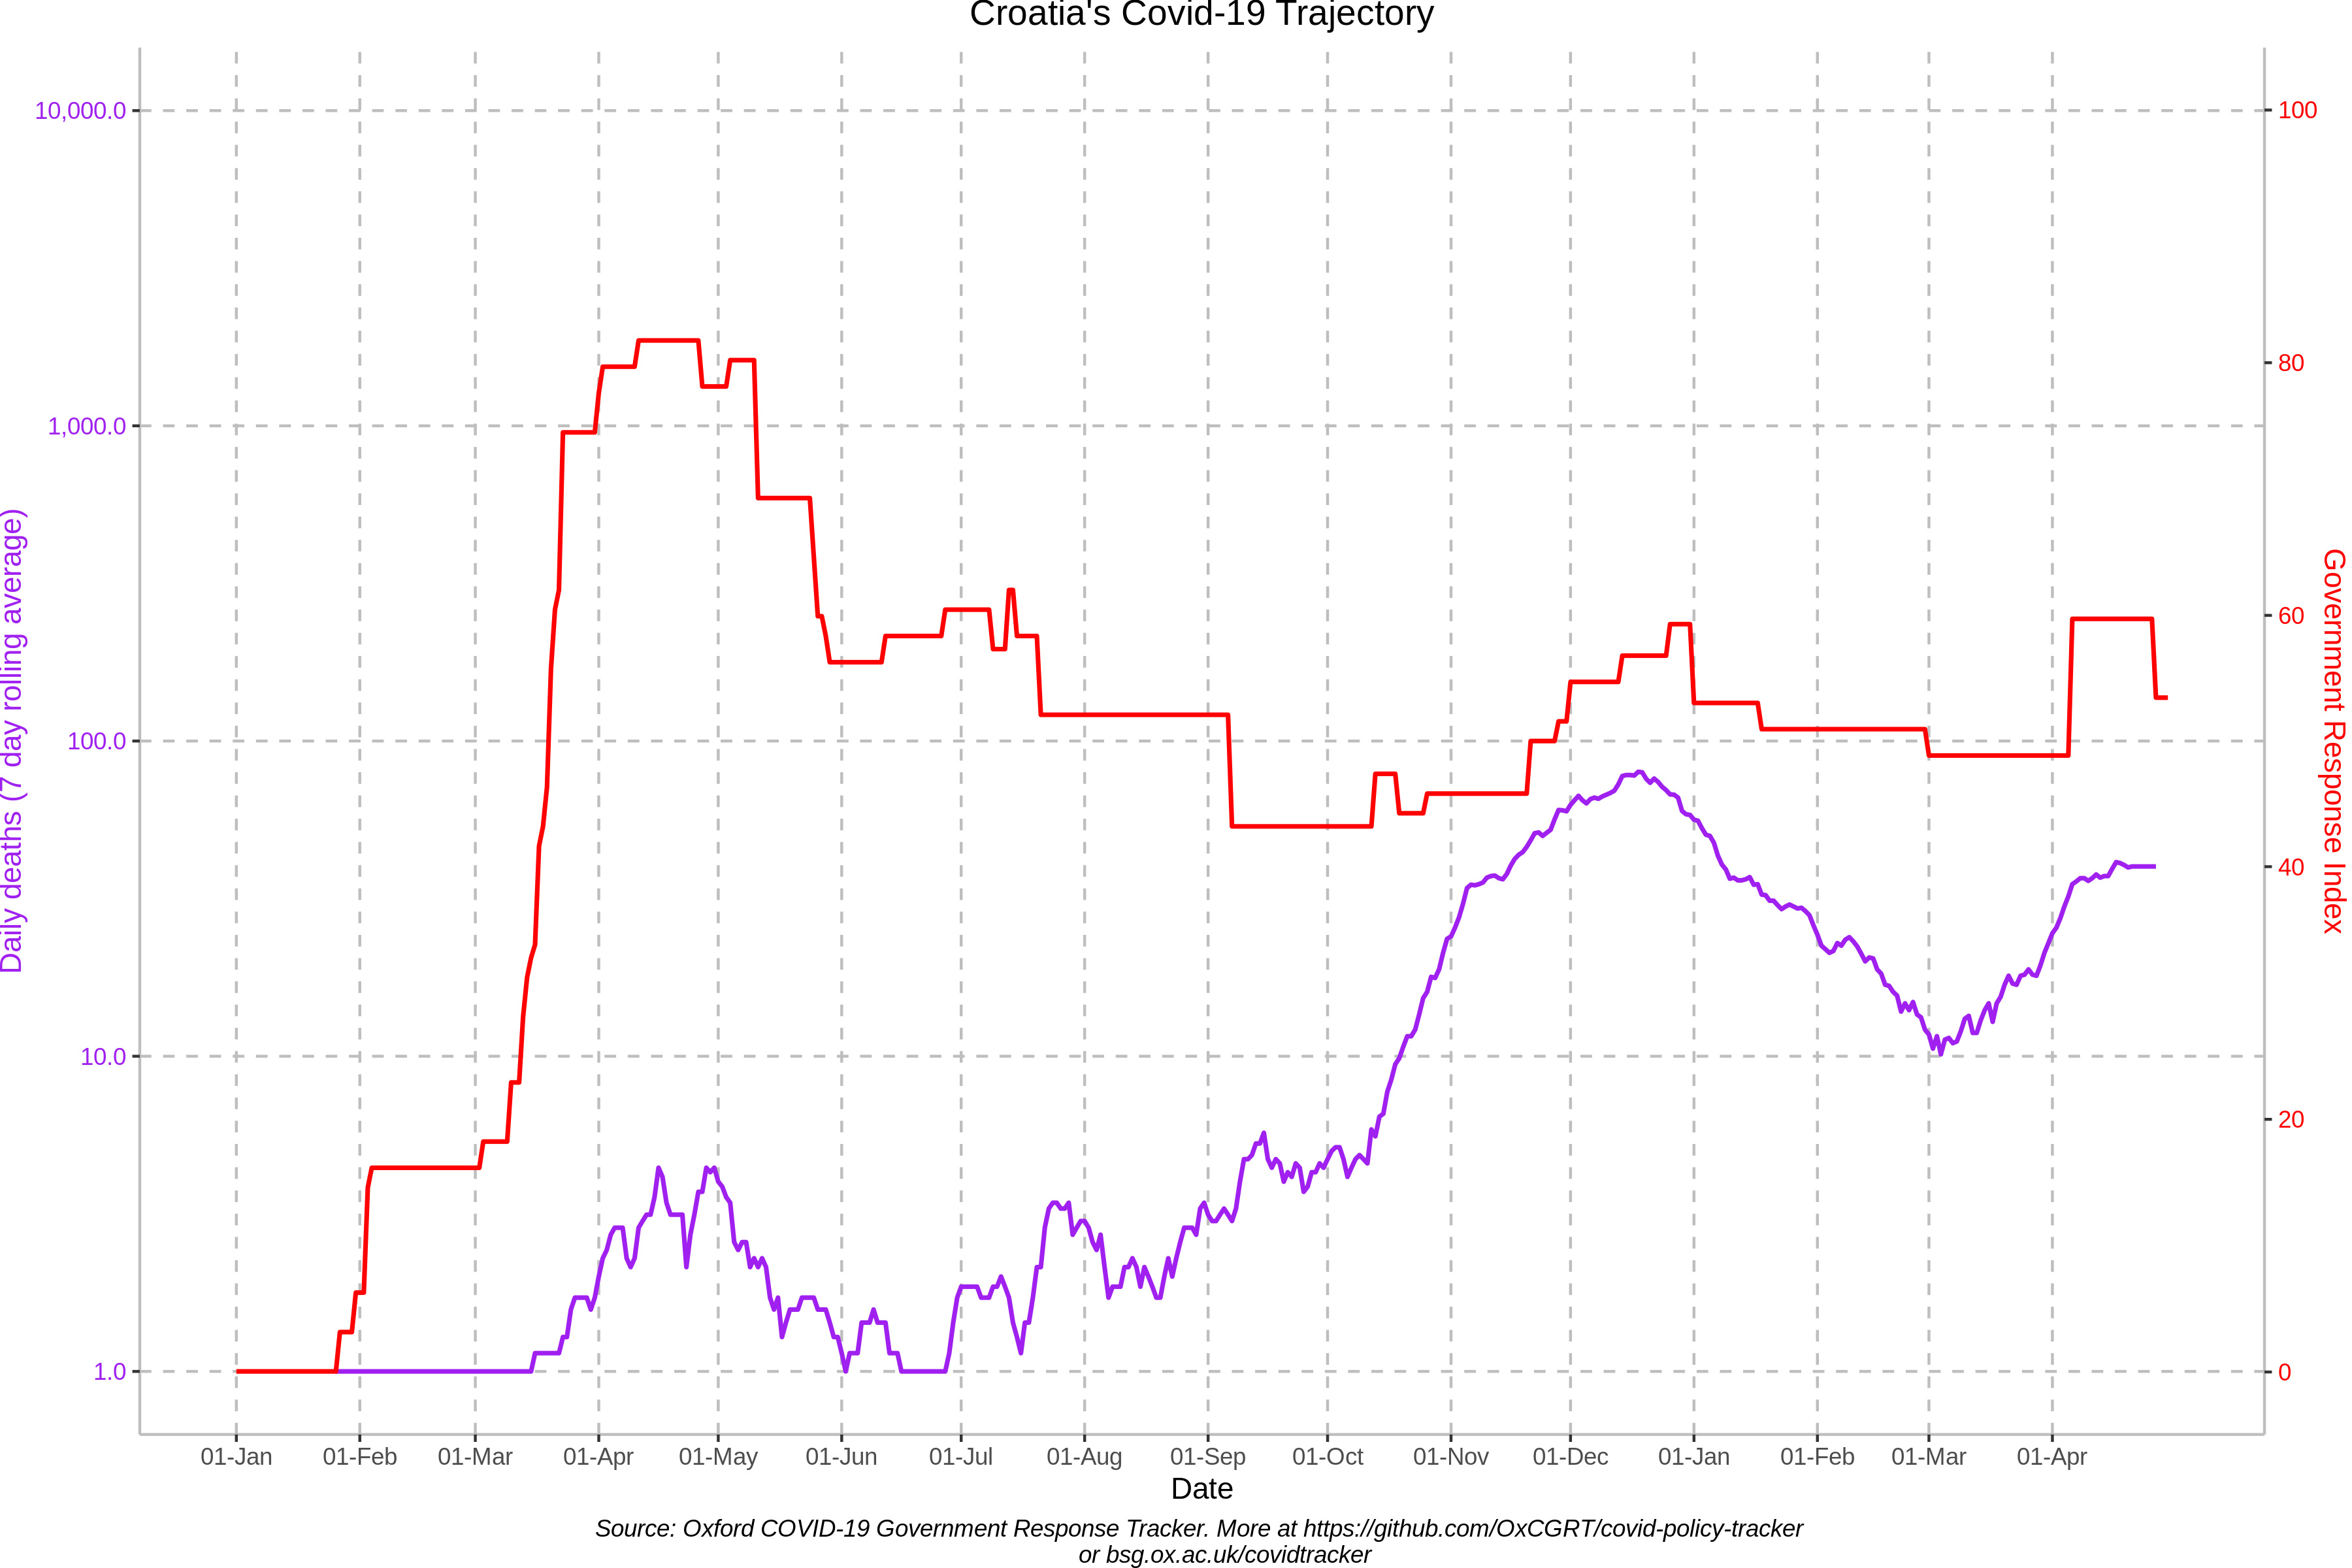 Croatia's Covid-19 Trajectory
10,000.0
1,000.0
100.0
10.0
1.0
Daily deaths (7 day rolling average)
100
80
60
40
20
0
Government Response Index
01-Jan 01-Feb 01-Mar 01-Apr 01-May 01-Jun 01-Jul 01-Aug 01-Sep 01-Oct 01-Nov 01-Dec 01-Jan 01-Feb 01-Mar 01-Apr
Date
Source: Oxford COVID-19 Government Response Tracker. More at https://github.com/OxCGRT/covid-policy-tracker
or bsg.ox.ac.uk/covidtracker